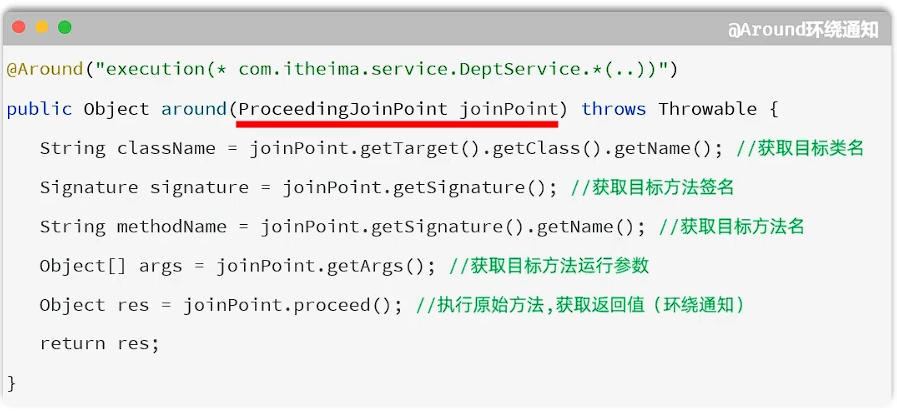 @Around环绕通知
@Around("execution(* com.itheima.service.DeptService.*(..))")
public Object around(ProceedingJoinPoint joinPoint) throws Throwable {
String className = joinPoint.getTarget().getClass().getName(); //获取目标类名
Signature signature = joinPoint.getSignature(); //获取目标方法签名
String methodName = joinPoint.getSignature().getName(); //获取目标方法名
Object[] args = joinPoint.getArgs(); //获取目标方法运行参数
Object res = joinPoint.proceed(); //执行原始方法,获取返回值（环绕通知）
return res;
}